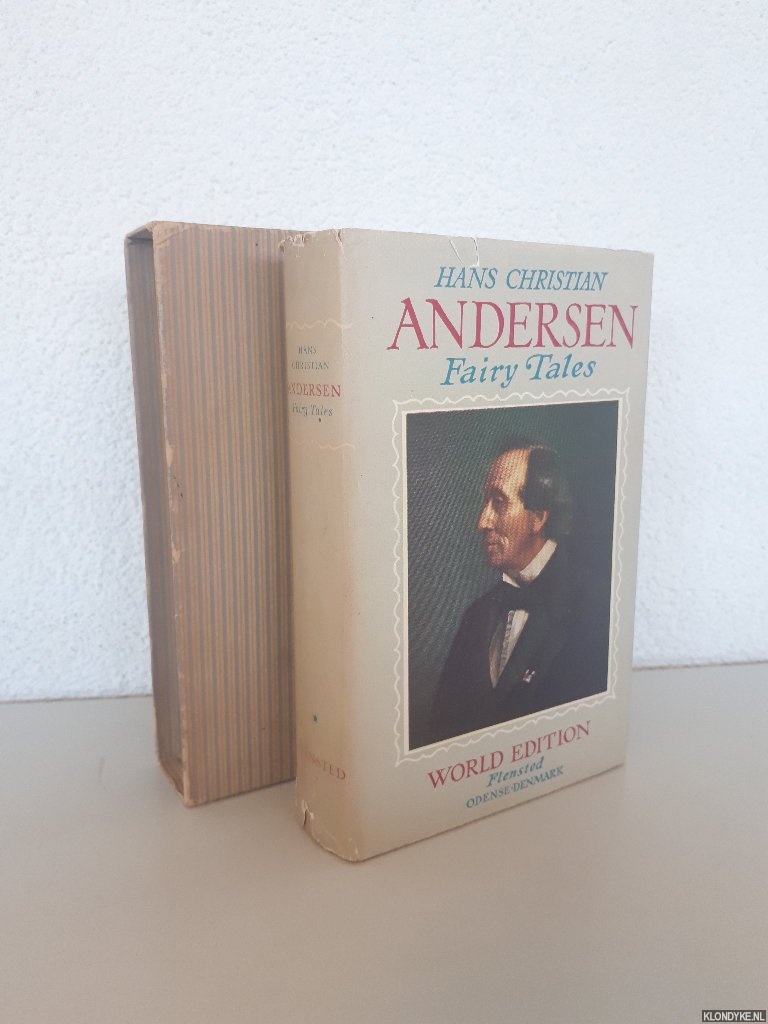 HANS
CHRISTIAN
ANDERSEN
Fairy Tales
HANS CHRISTIAN
ANDERSEN
Fairy Tales
WORLD EDITION
Flensted
ODENSE·DENMARK
KLONDYKE.NL